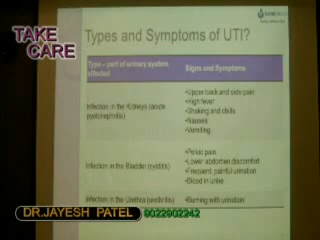 TAKE
CARE
Types and Symptoms of UTI?
Type – part of urinary system affected
Signs and Symptoms
Infection in the Kidneys (acute pyelonephritis)
•Upper back and side pain
•High fever
•Shaking and chills
•Nausea
•Vomiting
Infection in the Bladder (cystitis)
•Pelvic pain
•Lower abdomen discomfort
•Frequent, painful urination
•Blood in urine
Infection in the Urethra (urethritis)
•Burning with urination
DR.JAYESH PATEL
9022902242